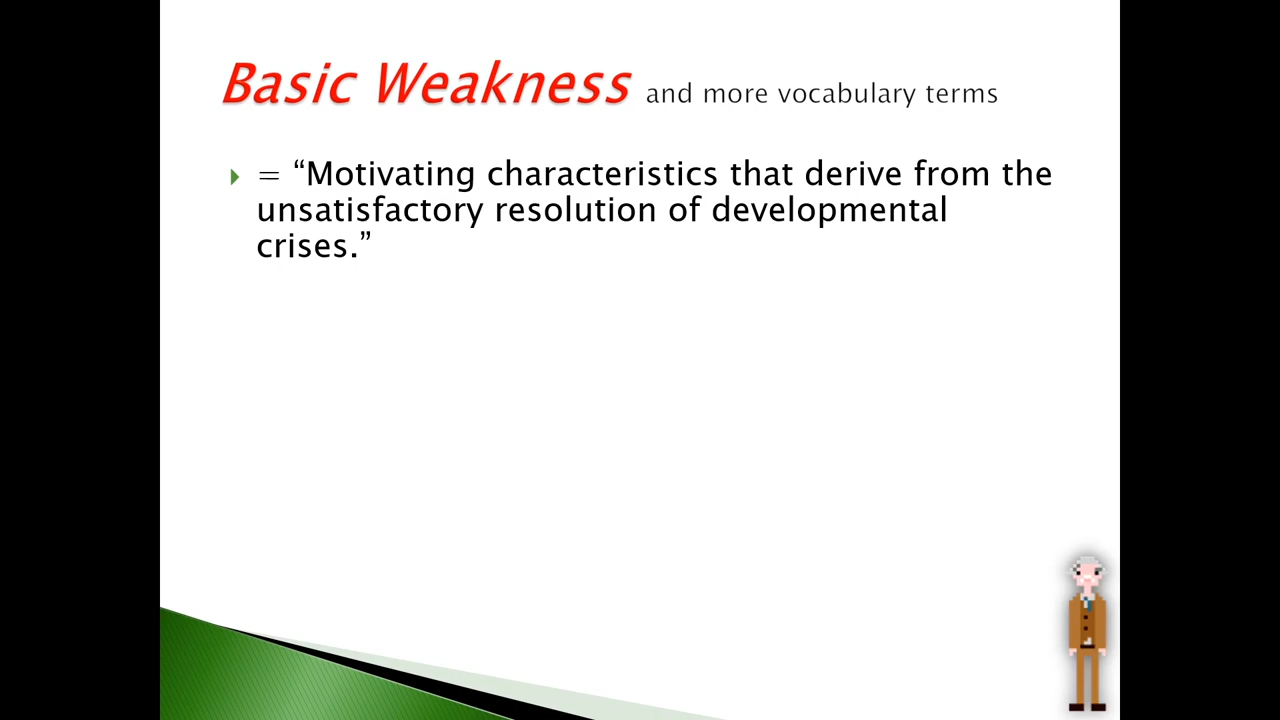 Basic Weakness and more vocabulary terms
= “Motivating characteristics that derive from the
unsatisfactory resolution of developmental
crises.”